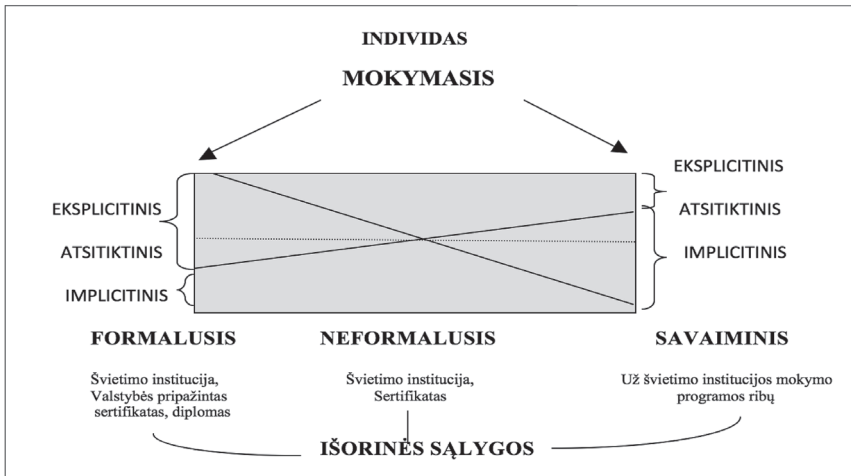 INDIVIDAS
MOKYMASIS
EKSPLICITINIS
ATSITIKTINIS
IMPLICITINIS
EKSPLICITINIS
ATSITIKTINIS
IMPLICITINIS
FORMALUSIS
NEFORMALUSIS
SAVAIMINIS
Švietimo institucija,
Valstybės pripažintas
sertifikatas, diplomas
Švietimo institucija,
Sertifikatas
Už švietimo institucijos mokymo
programos ribų
IŠORINĖS SĄLYGOS